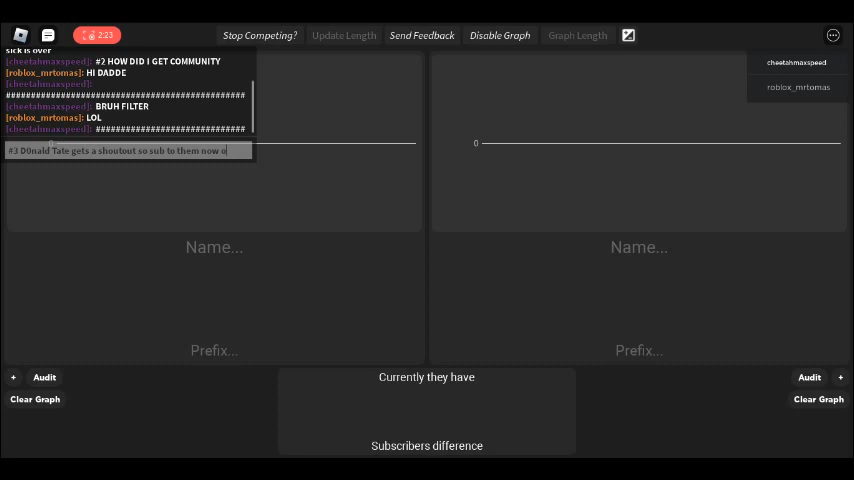 2:23
Stop Competing?
Update Length
Send Feedback
Disable Graph
Graph Length
sick is over
[cheetahmaxspeed]: #2 HOW DID I GET COMMUNITY
[roblox_mrtomas]: HI DADDE
[cheetahmaxspeed]:
################################################
[cheetahmaxspeed]: BRUH FILTER
[roblox_mrtomas]: LOL
[cheetahmaxspeed]: ##############################
#3 D0nald Tate gets a shoutout so sub to them now o
cheetahmaxspeed
roblox_mrtomas
0
0
Name...
Name...
Prefix...
Prefix...
+ Audit
Clear Graph
Currently they have
Subscribers difference
Audit +
Clear Graph